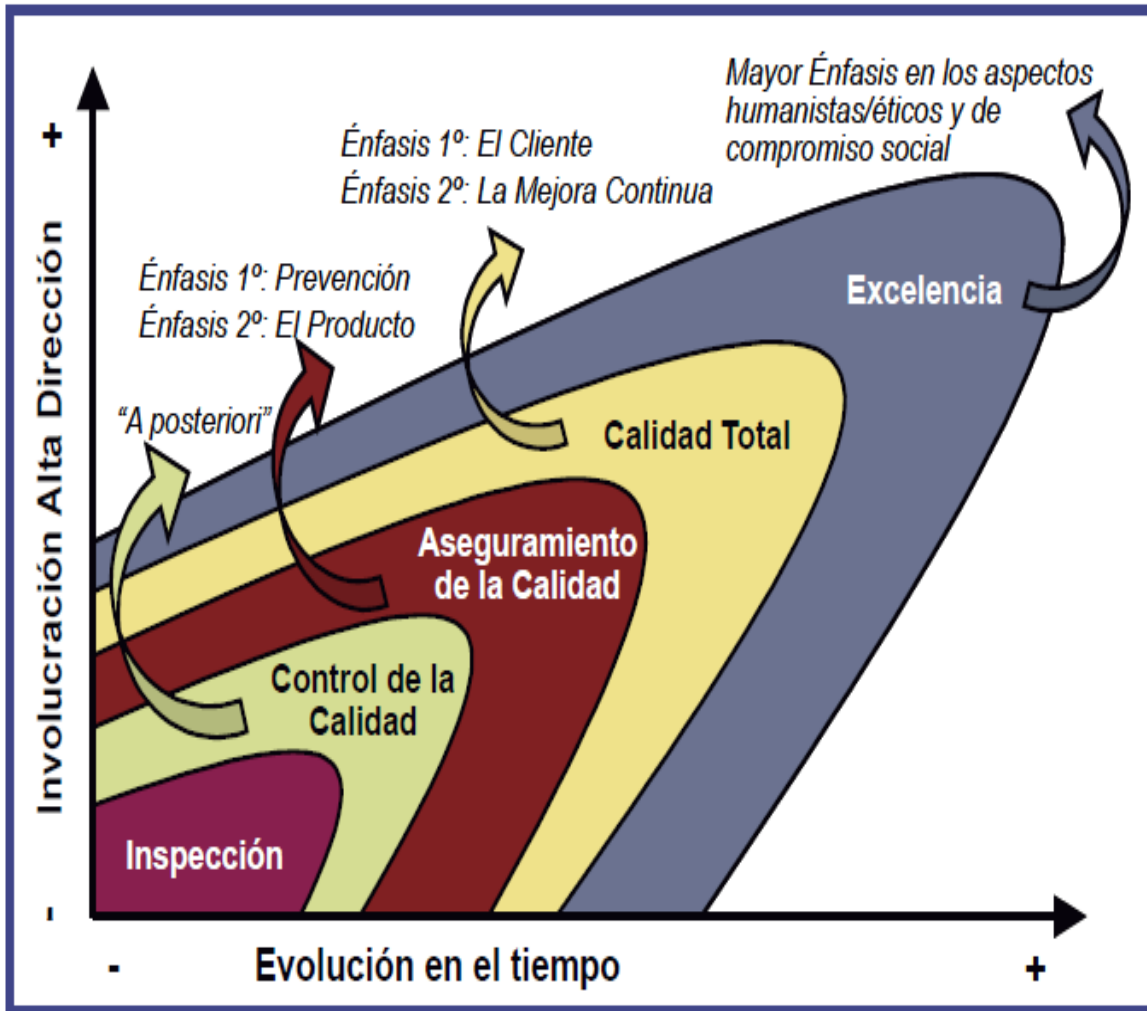 Mayor Énfasis en los aspectos
humanistas/éticos y de
compromiso social
Énfasis 1º: El Cliente
Énfasis 2º: La Mejora Continua
Énfasis 1º: Prevención
Énfasis 2º: El Producto
“A posteriori”
Excelencia
Calidad Total
Aseguramiento
de la Calidad
Control de la
Calidad
Inspección
+
Involucración Alta Dirección
-
-
Evolución en el tiempo
+